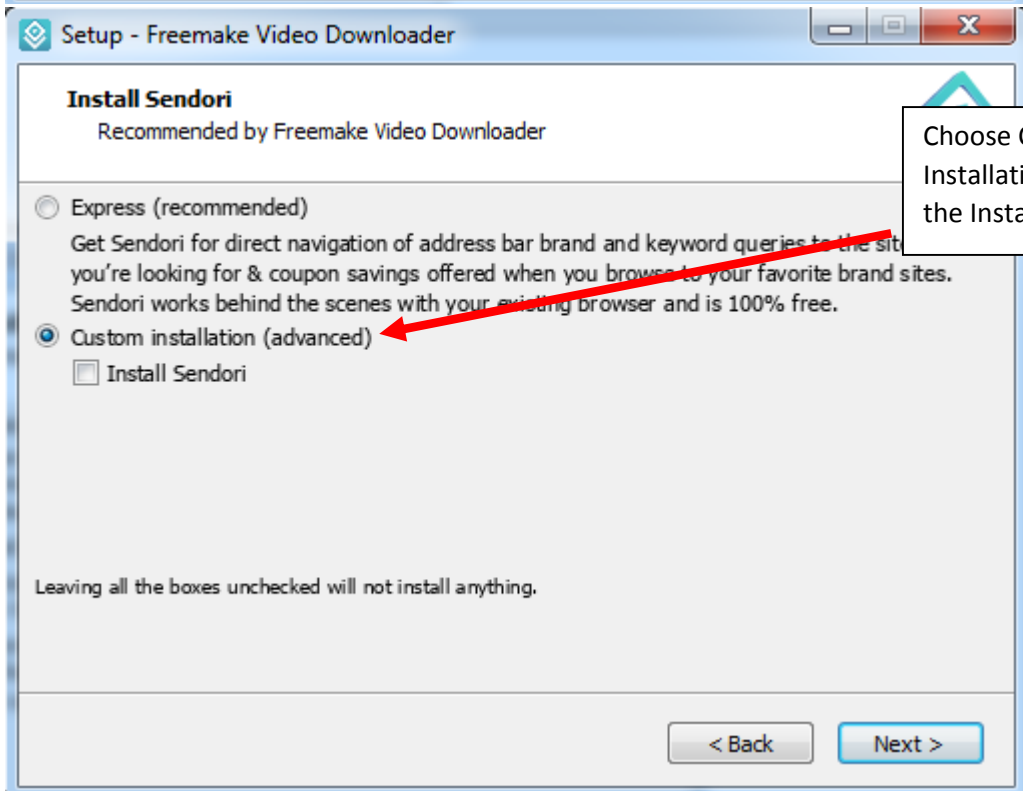 Setup - Freemake Video Downloader
Install Sendori
Recommended by Freemake Video Downloader
Choose
Installati
the Insta
Express (recommended)
Get Sendori for direct navigation of address bar brand and keyword queries to the sit
you're looking for & coupon savings offered when you browse to your favorite brand sites.
Sendori works behind the scenes with your existing browser and is 100% free.
Custom installation (advanced)
Install Sendori
Leaving all the boxes unchecked will not install anything.
< Back
Next >